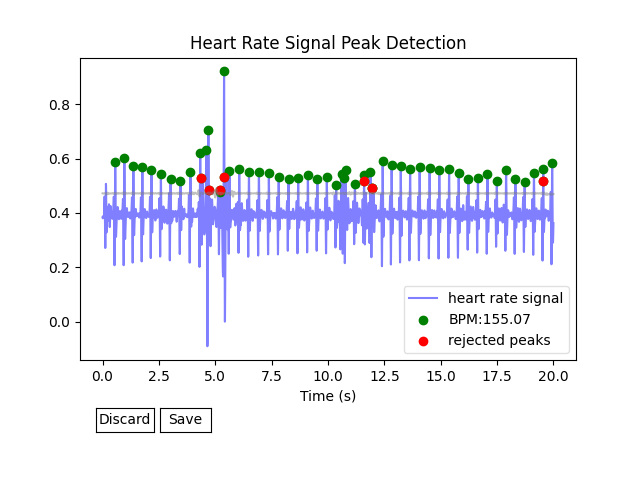 Heart Rate Signal Peak Detection
0.8
0.6
0.4
0.2
0.0
heart rate signal
BPM:155.07
rejected peaks
0.0 2.5 5.0 7.5 10.0 12.5 15.0 17.5 20.0
Time (s)
Discard Save